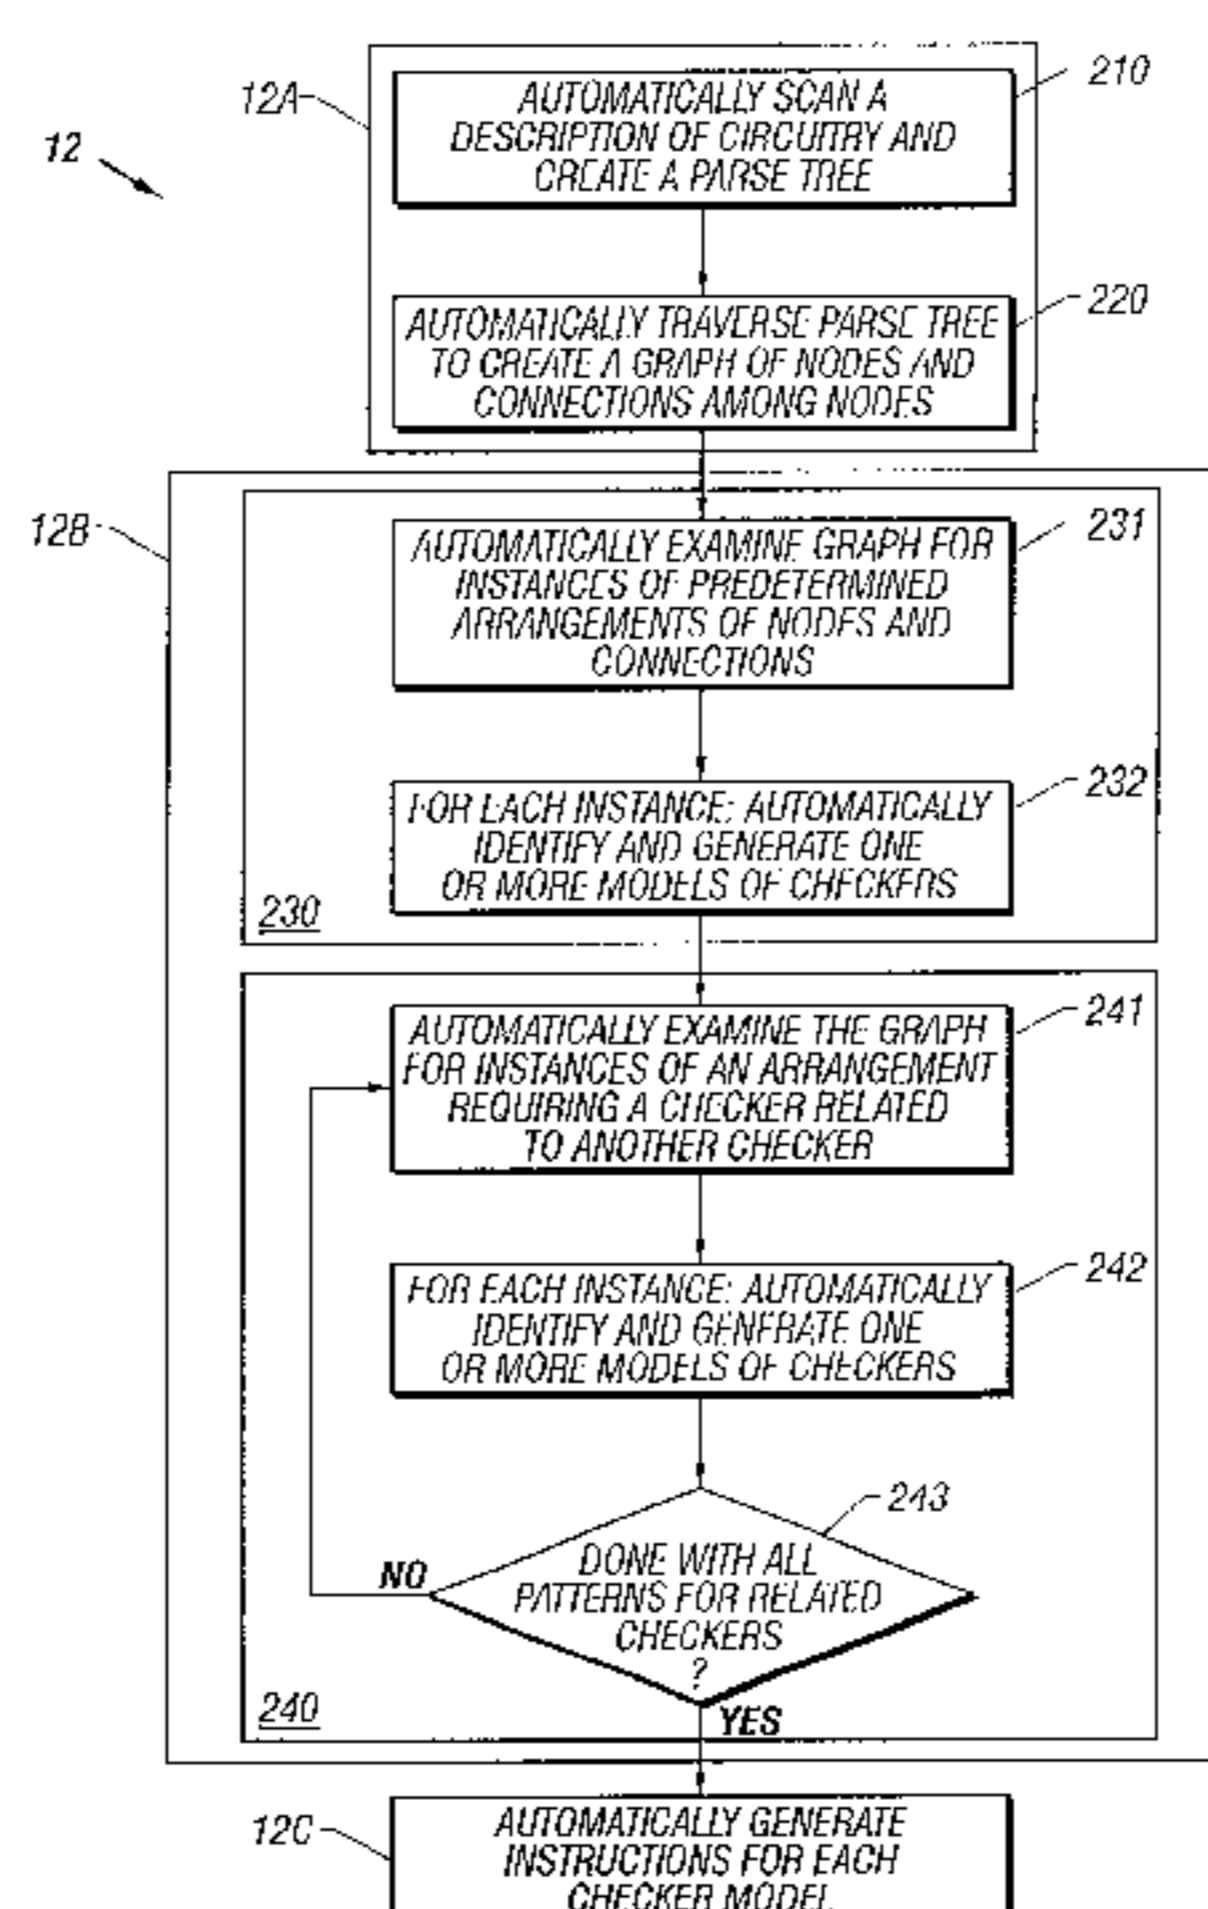 12
12A
210
AUTOMATICALLY SCAN A
DESCRIPTION OF CIRCUITRY AND
CREATE A PARSE TREE
220
AUTOMATICALLY TRAVERSE PARSE TREE
TO CREATE A GRAPH OF NODES AND
CONNECTIONS AMONG NODES
12B
231
AUTOMATICALLY EXAMINE GRAPH FOR
INSTANCES OF PREDETERMINED
ARRANGEMENTS OF NODES AND
CONNECTIONS
232
FOR EACH INSTANCE: AUTOMATICALLY
IDENTIFY AND GENERATE ONE
OR MORE MODELS OF CHECKERS
230
241
AUTOMATICALLY EXAMINE THE GRAPH
FOR INSTANCES OF AN ARRANGEMENT
REQUIRING A CHECKER RELATED
TO ANOTHER CHECKER
242
FOR EACH INSTANCE: AUTOMATICALLY
IDENTIFY AND GENERATE ONE
OR MORE MODELS OF CHECKERS
243
DONE WITH ALL
PATTERNS FOR RELATED
CHECKERS
?
NO
YES
240
12C
AUTOMATICALLY GENERATE
INSTRUCTIONS FOR EACH
CHECKER MODEL